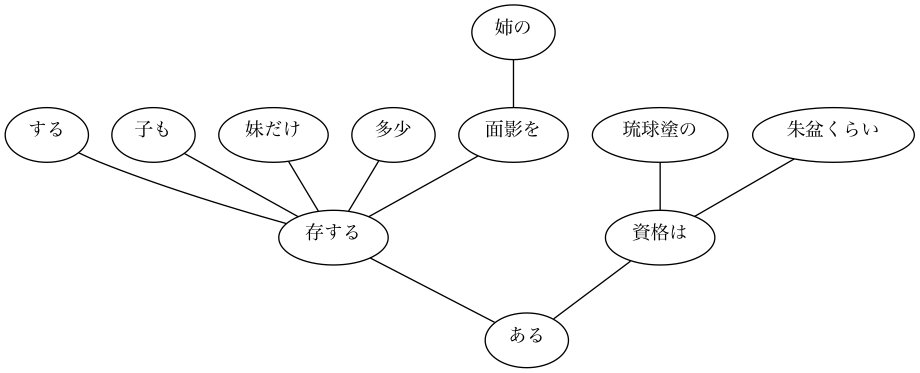 姉の
する
子も
妹だけ
多少
面影を
琉球塗の
朱盆くらい
存する
資格は
ある